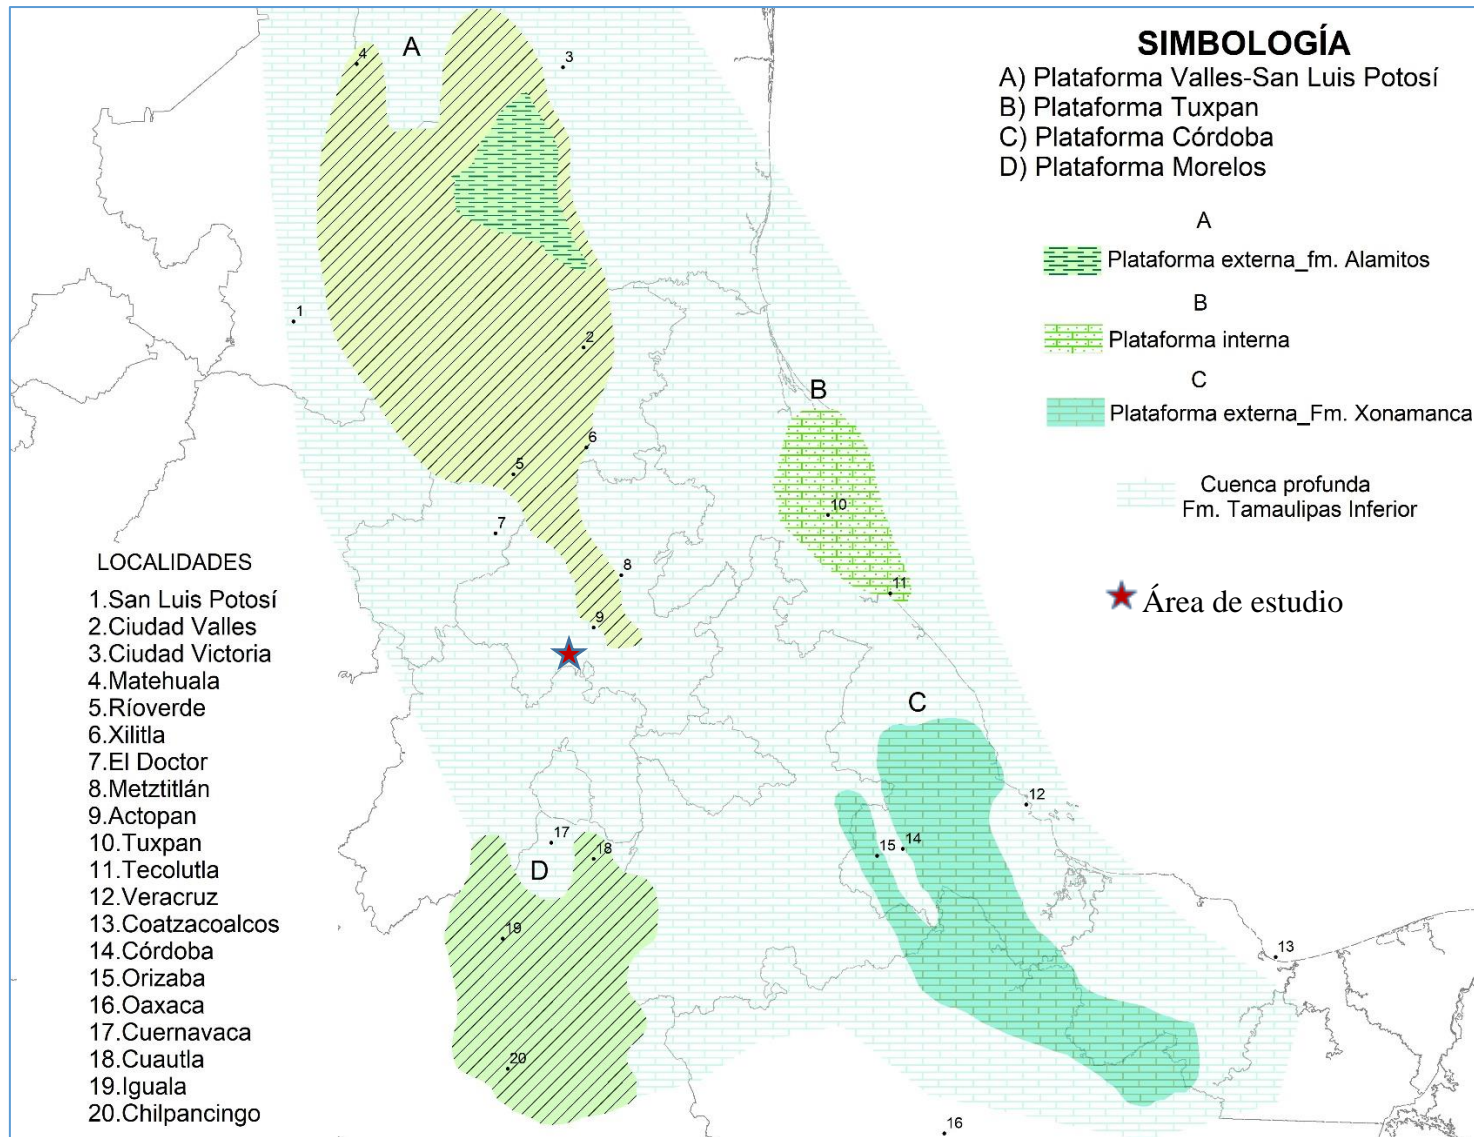 SIMBOLOGÍA
A) Plataforma Valles-San Luis Potosí
B) Plataforma Tuxpan
C) Plataforma Córdoba
D) Plataforma Morelos
A
Plataforma externa_fm. Alamitos
B
Plataforma interna
C
Plataforma externa_Fm. Xonamanca
Cuenca profunda
Fm. Tamaulipas Inferior
Área de estudio
LOCALIDADES
1.San Luis Potosí
2.Ciudad Valles
3.Ciudad Victoria
4.Matehuala
5.Ríoverde
6.Xilitla
7.El Doctor
8.Metztitlán
9.Actopan
10.Tuxpan
11.Tecolutla
12.Veracruz
13.Coatzacoalcos
14.Córdoba
15.Orizaba
16.Oaxaca
17.Cuernavaca
18.Cuautla
19.Iguala
20.Chilpancingo
A
4
3
1
2
B
6
5
10
7
8
11
9
C
12
17
14
15
18
D
19
13
20
16